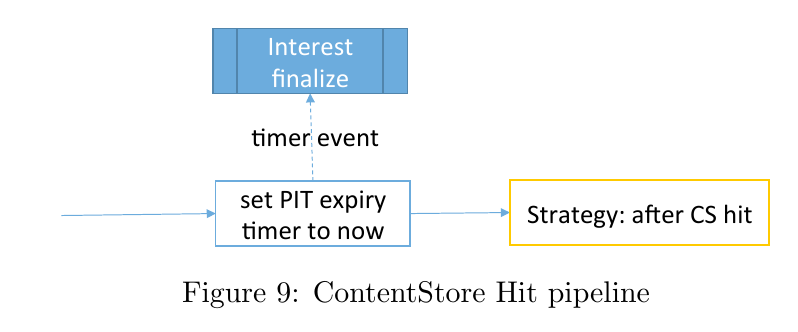 Interest
finalize
timer event
set PIT expiry
timer to now
Strategy: after CS hit
Figure 9: ContentStore Hit pipeline